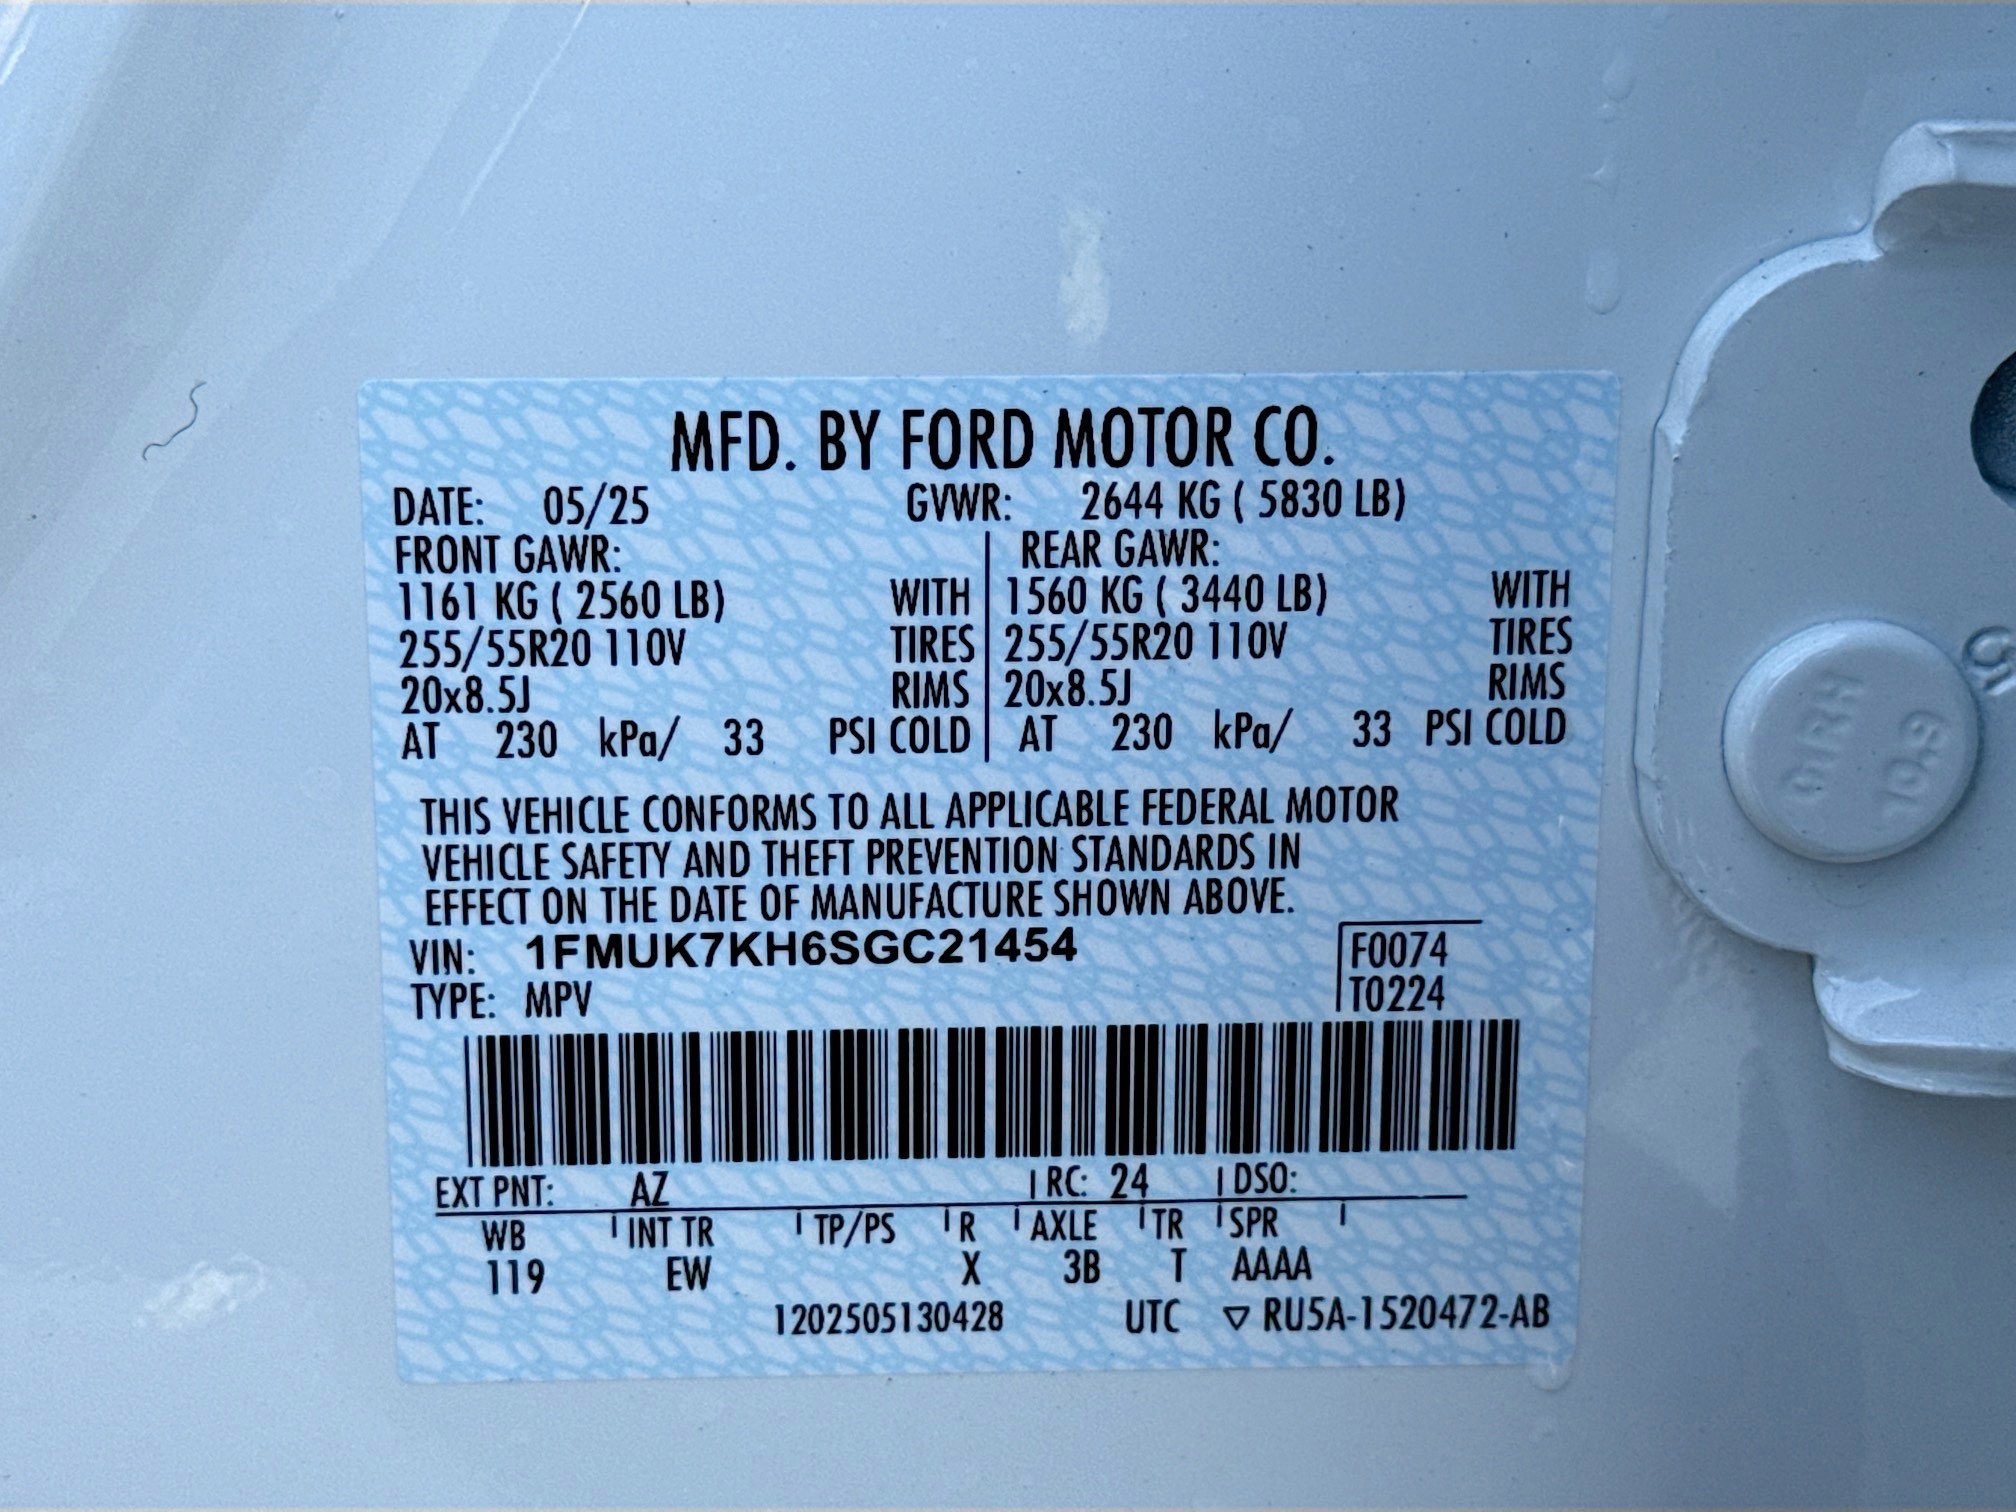 MFD. BY FORD MOTOR CO.
DATE: 05/25 GVWR: 2644 KG ( 5830 LB)
FRONT GAWR: REAR GAWR:
1161 KG ( 2560 LB) WITH 1560 KG ( 3440 LB) WITH
255/55R20 110V TIRES 255/55R20 110V TIRES
20x8.5J RIMS 20x8.5J RIMS
AT 230 kPa/ 33 PSI COLD AT 230 kPa/ 33 PSI COLD
THIS VEHICLE CONFORMS TO ALL APPLICABLE FEDERAL MOTOR
VEHICLE SAFETY AND THEFT PREVENTION STANDARDS IN
EFFECT ON THE DATE OF MANUFACTURE SHOWN ABOVE.
VIN: 1FMUK7KH6SGC21454 F0074
TYPE: MPV T0224
EXT PNT: AZ RC: 24 DSO:
WB INT TR TP/PS R AXLE TR SPR
119 EW X 3B T AAAA
1202505130428 UTC ▽ RU5A-1520472-AB
10.9